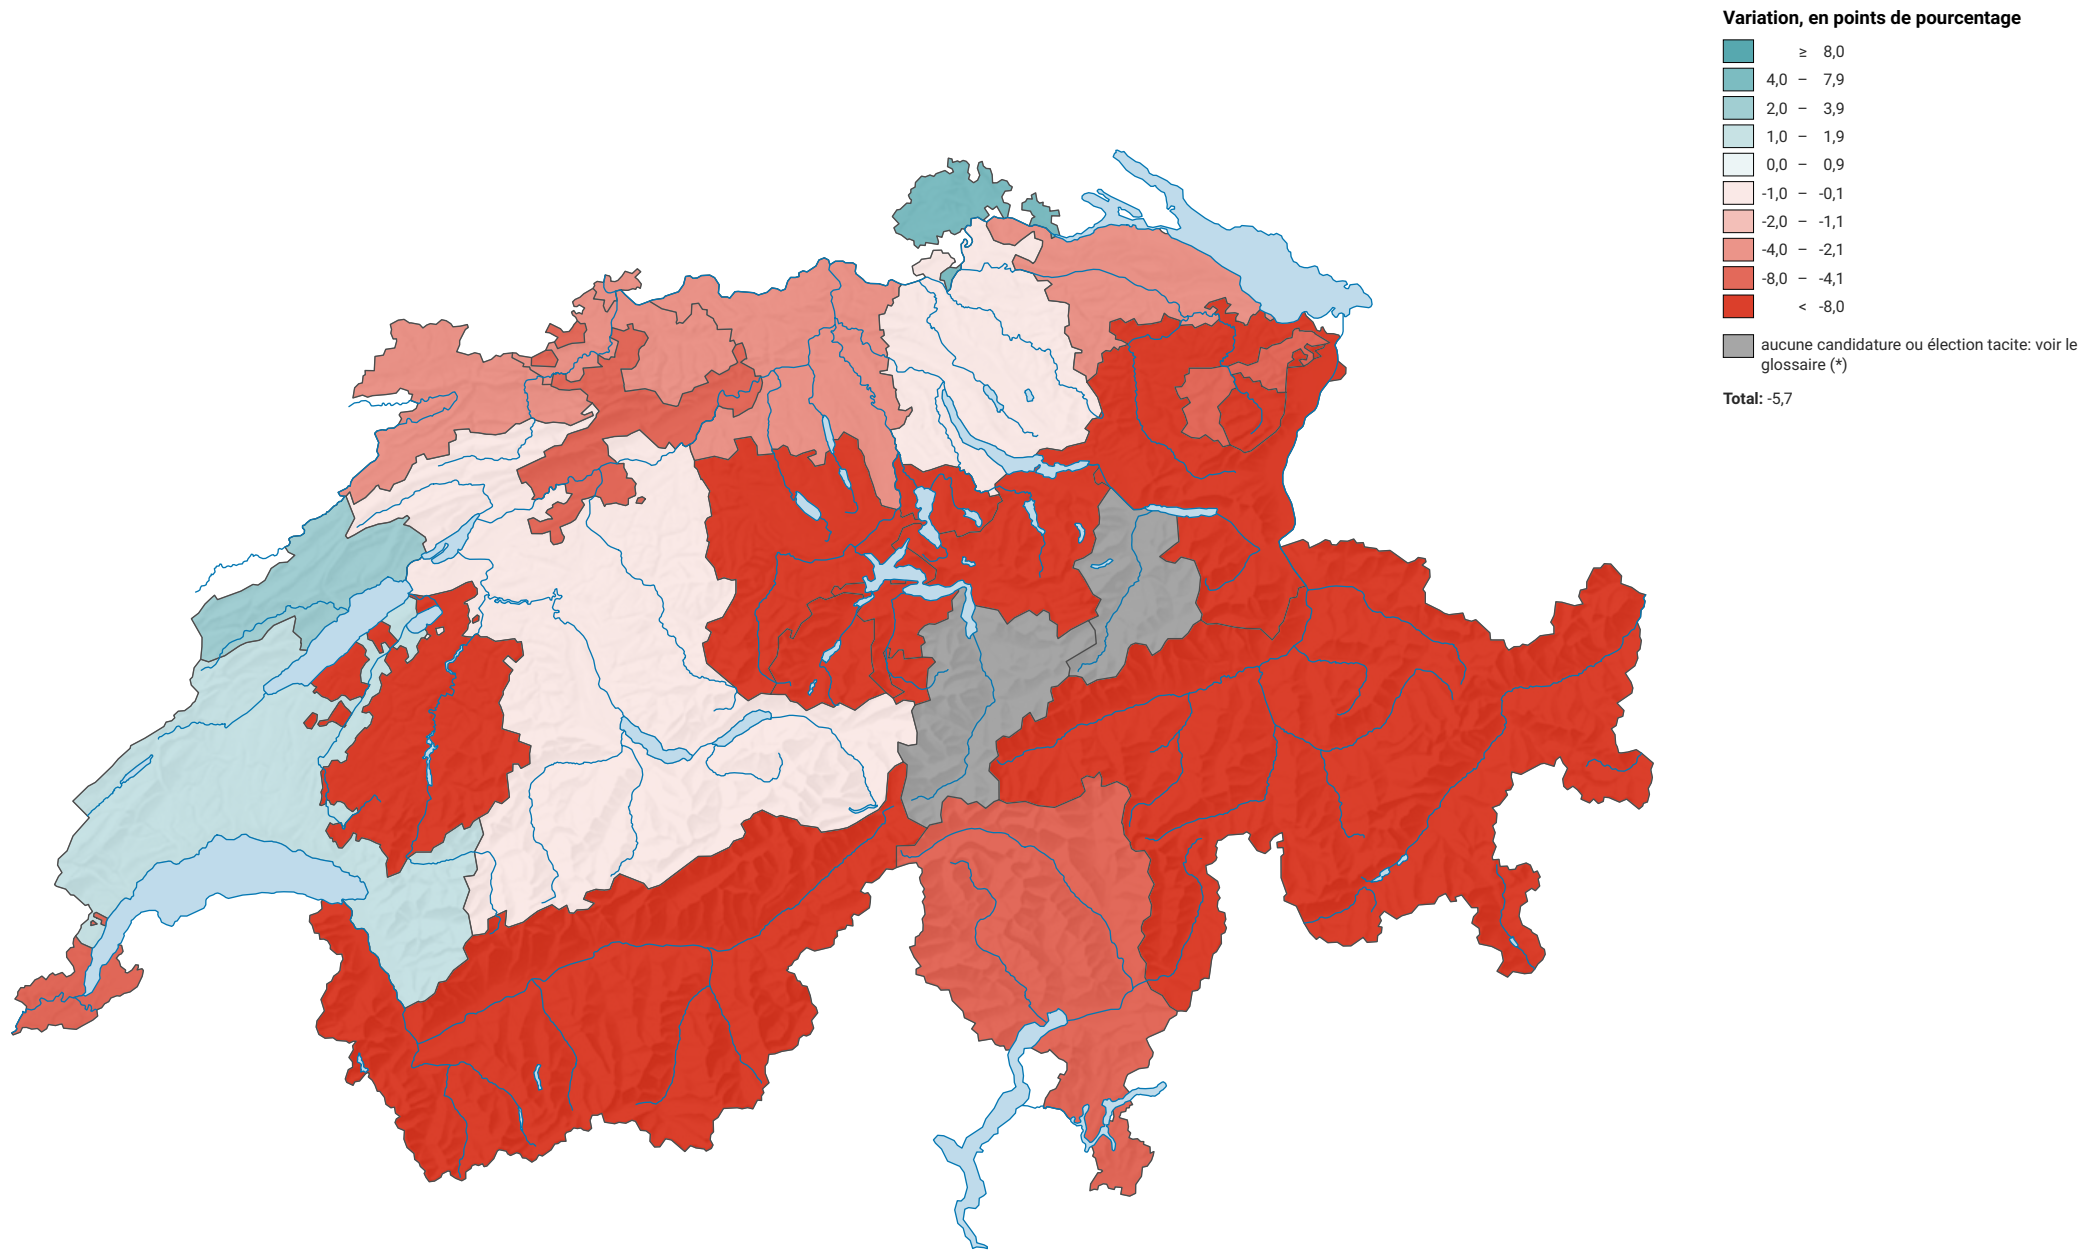 Variation, en points de pourcentage
≥ 8,0
4,0 – 7,9
2,0 – 3,9
1,0 – 1,9
0,0 – 0,9
-1,0 – -0,1
-2,0 – -1,1
-4,0 – -2,1
-8,0 – -4,1
< -8,0
aucune candidature ou élection tacite: voir le
glossaire (*)
Total: -5,7